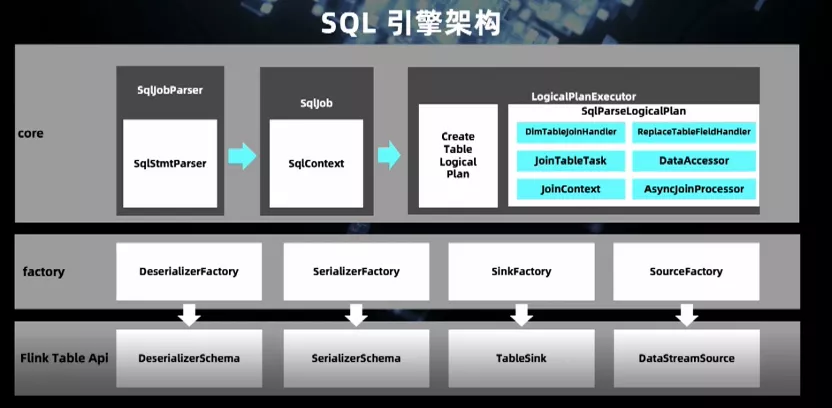 SQL 引擎架构
core
SqlJobParser
SqlStmtParser
SqlJob
SqlContext
LogicalPlanExecutor
Create
Table
Logical
Plan
SqlParseLogicalPlan
DimTableJoinHandler
ReplaceTableFieldHandler
JoinTableTask
DataAccessor
JoinContext
AsyncJoinProcessor
factory
DeserializerFactory
SerializerFactory
SinkFactory
SourceFactory
Flink Table Api
DeserializerSchema
SerializerSchema
TableSink
DataStreamSource